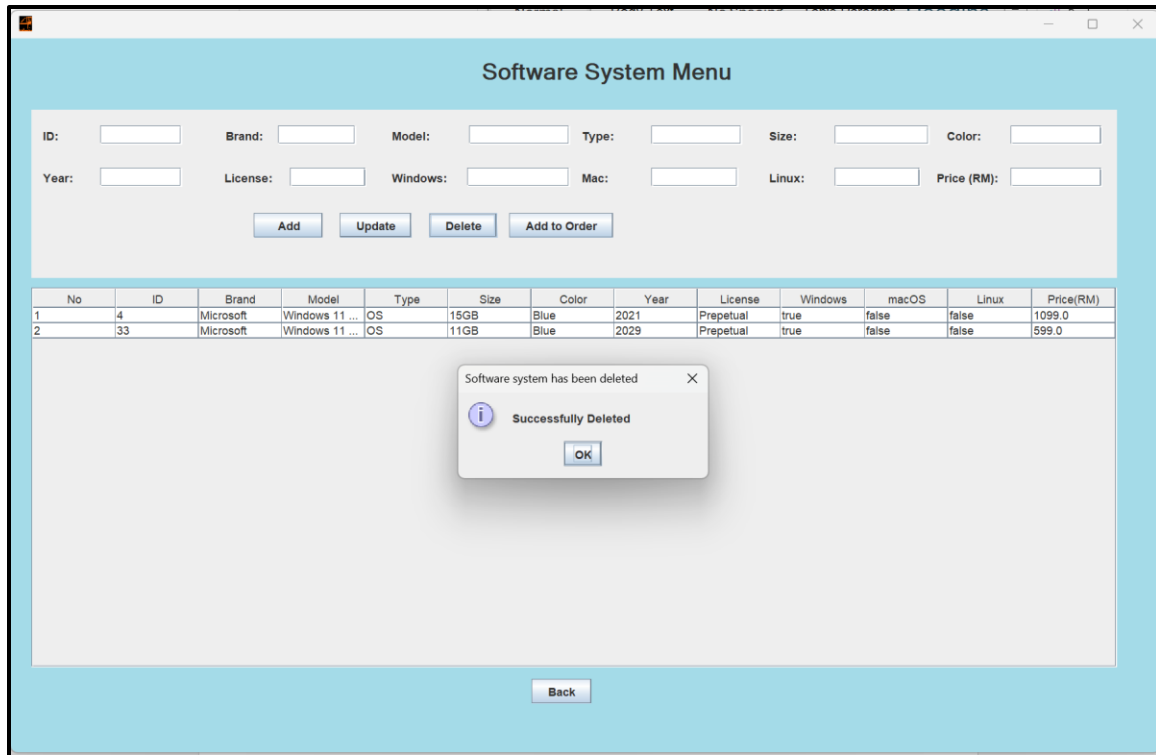 Software System Menu
ID: Brand: Model: Type: Size: Color:
Year: License: Windows: Mac: Linux: Price (RM):
Add Update Delete Add to Order
No ID Brand Model Type Size Color Year License Windows macOS Linux Price(RM)
1 4 Microsoft Windows 11 ... OS 15GB Blue 2021 Prepetual true false false 1099.0
2 33 Microsoft Windows 11 ... OS 11GB Blue 2029 Prepetual true false false 599.0
Software system has been deleted
Successfully Deleted
OK
Back